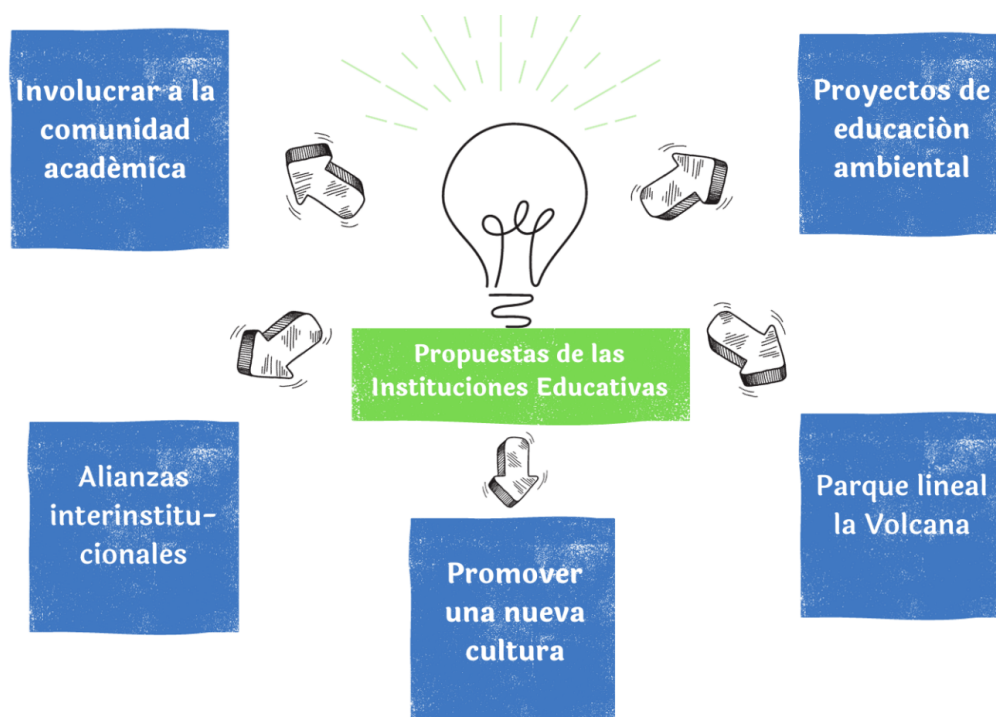 Involucrar a la
comunidad
acadèmica
Proyectos de
educaciòn
ambiental
Propuestas de las
Instituciones Educativas
Alianzas
interinstitu-
cionales
Promover
una nueva
cultura
Parque lineal
la Volcana